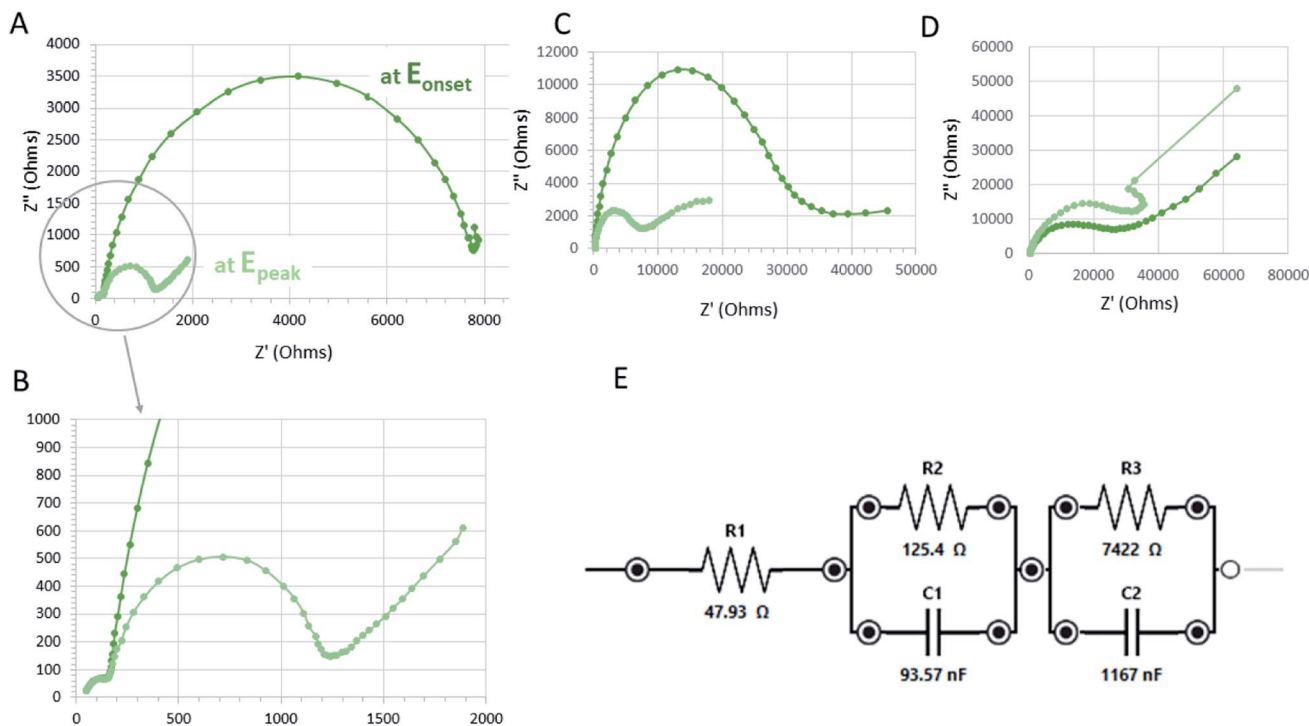 A
4000
3500
3000
2500
2000
1500
1000
500
0
0
2000
4000
6000
8000
Z'' (Ohms)
Z' (Ohms)
at Eonset
at Epeak
C
12000
10000
8000
6000
4000
2000
0
0
10000
20000
30000
40000
50000
Z'' (Ohms)
Z' (Ohms)
D
60000
50000
40000
30000
20000
10000
0
0
20000
40000
60000
80000
Z'' (Ohms)
Z' (Ohms)
B
1000
900
800
700
600
500
400
300
200
100
0
0
500
1000
1500
2000
E
R1
47.93 Ω
R2
125.4 Ω
C1
93.57 nF
R3
7422 Ω
C2
1167 nF